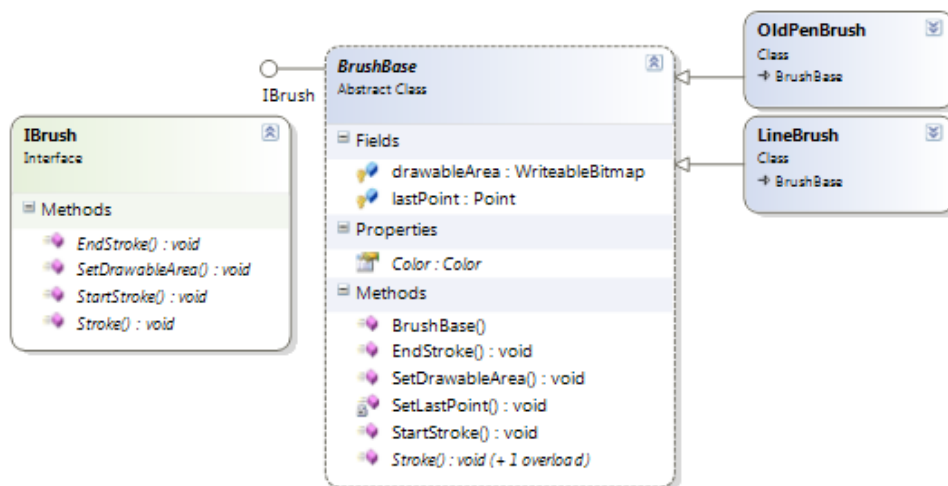 IBrush
Interface
Methods
EndStroke() : void
SetDrawableArea() : void
StartStroke() : void
Stroke() : void
IBrush
BrushBase
Abstract Class
Fields
drawableArea : WriteableBitmap
lastPoint : Point
Properties
Color : Color
Methods
BrushBase()
EndStroke() : void
SetDrawableArea() : void
SetLastPoint() : void
StartStroke() : void
Stroke() : void (+ 1 overload)
OldPenBrush
Class
BrushBase
LineBrush
Class
BrushBase